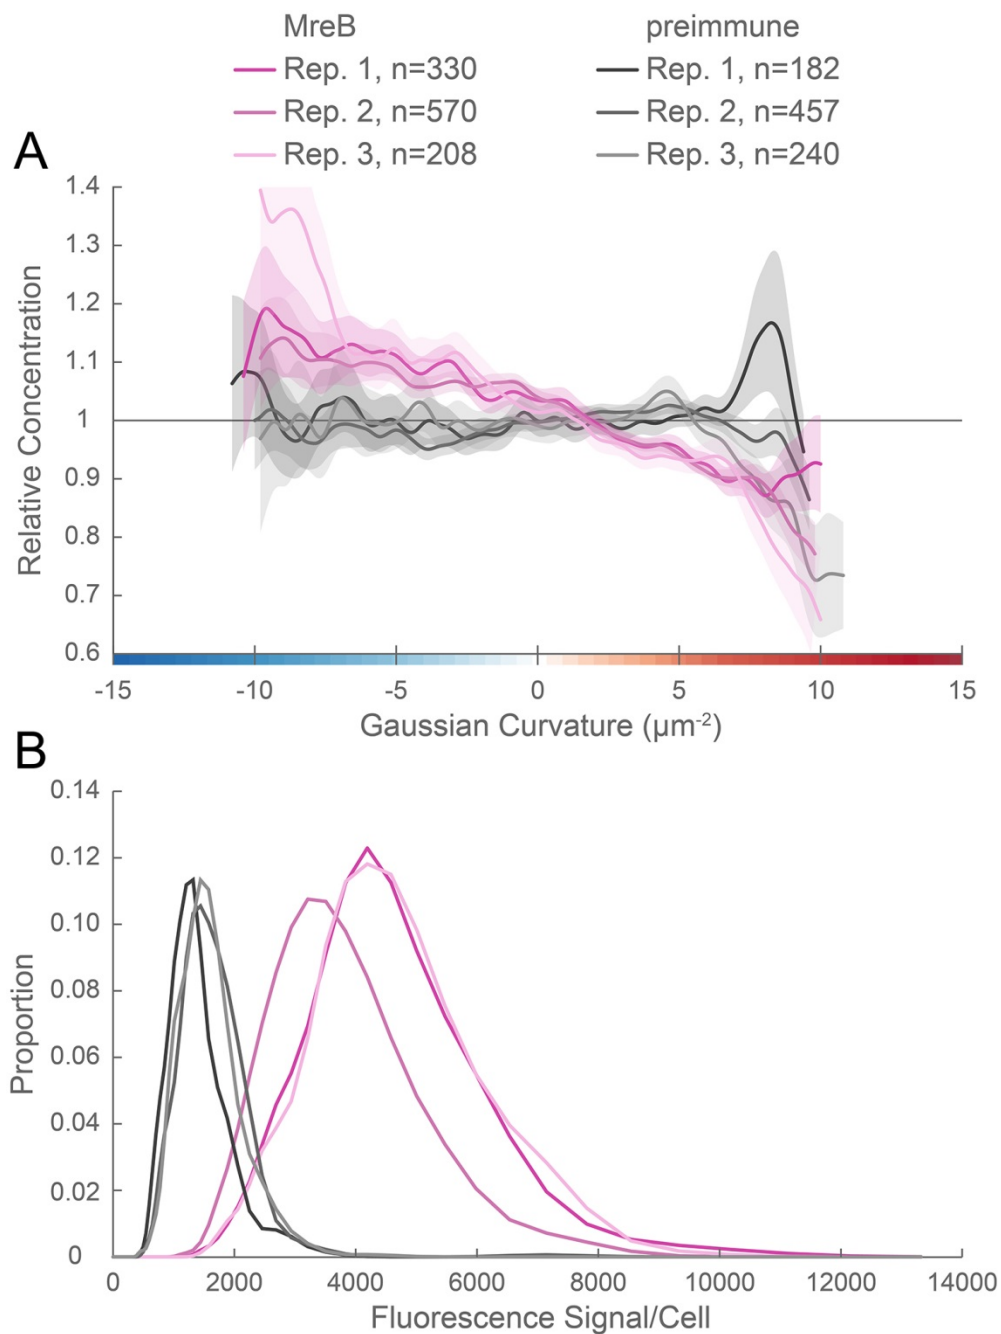 MreB preimmune
Rep. 1, n=330 Rep. 1, n=182
Rep. 2, n=570 Rep. 2, n=457
Rep. 3, n=208 Rep. 3, n=240
A
1.4
1.3
1.2
1.1
1
0.9
0.8
0.7
0.6
Relative Concentration
-15 -10 -5 0 5 10 15
Gaussian Curvature (µm⁻²)
B
0.14
0.12
0.10
0.08
0.06
0.04
0.02
0
Proportion
0 2000 4000 6000 8000 10000 12000 14000
Fluorescence Signal/Cell